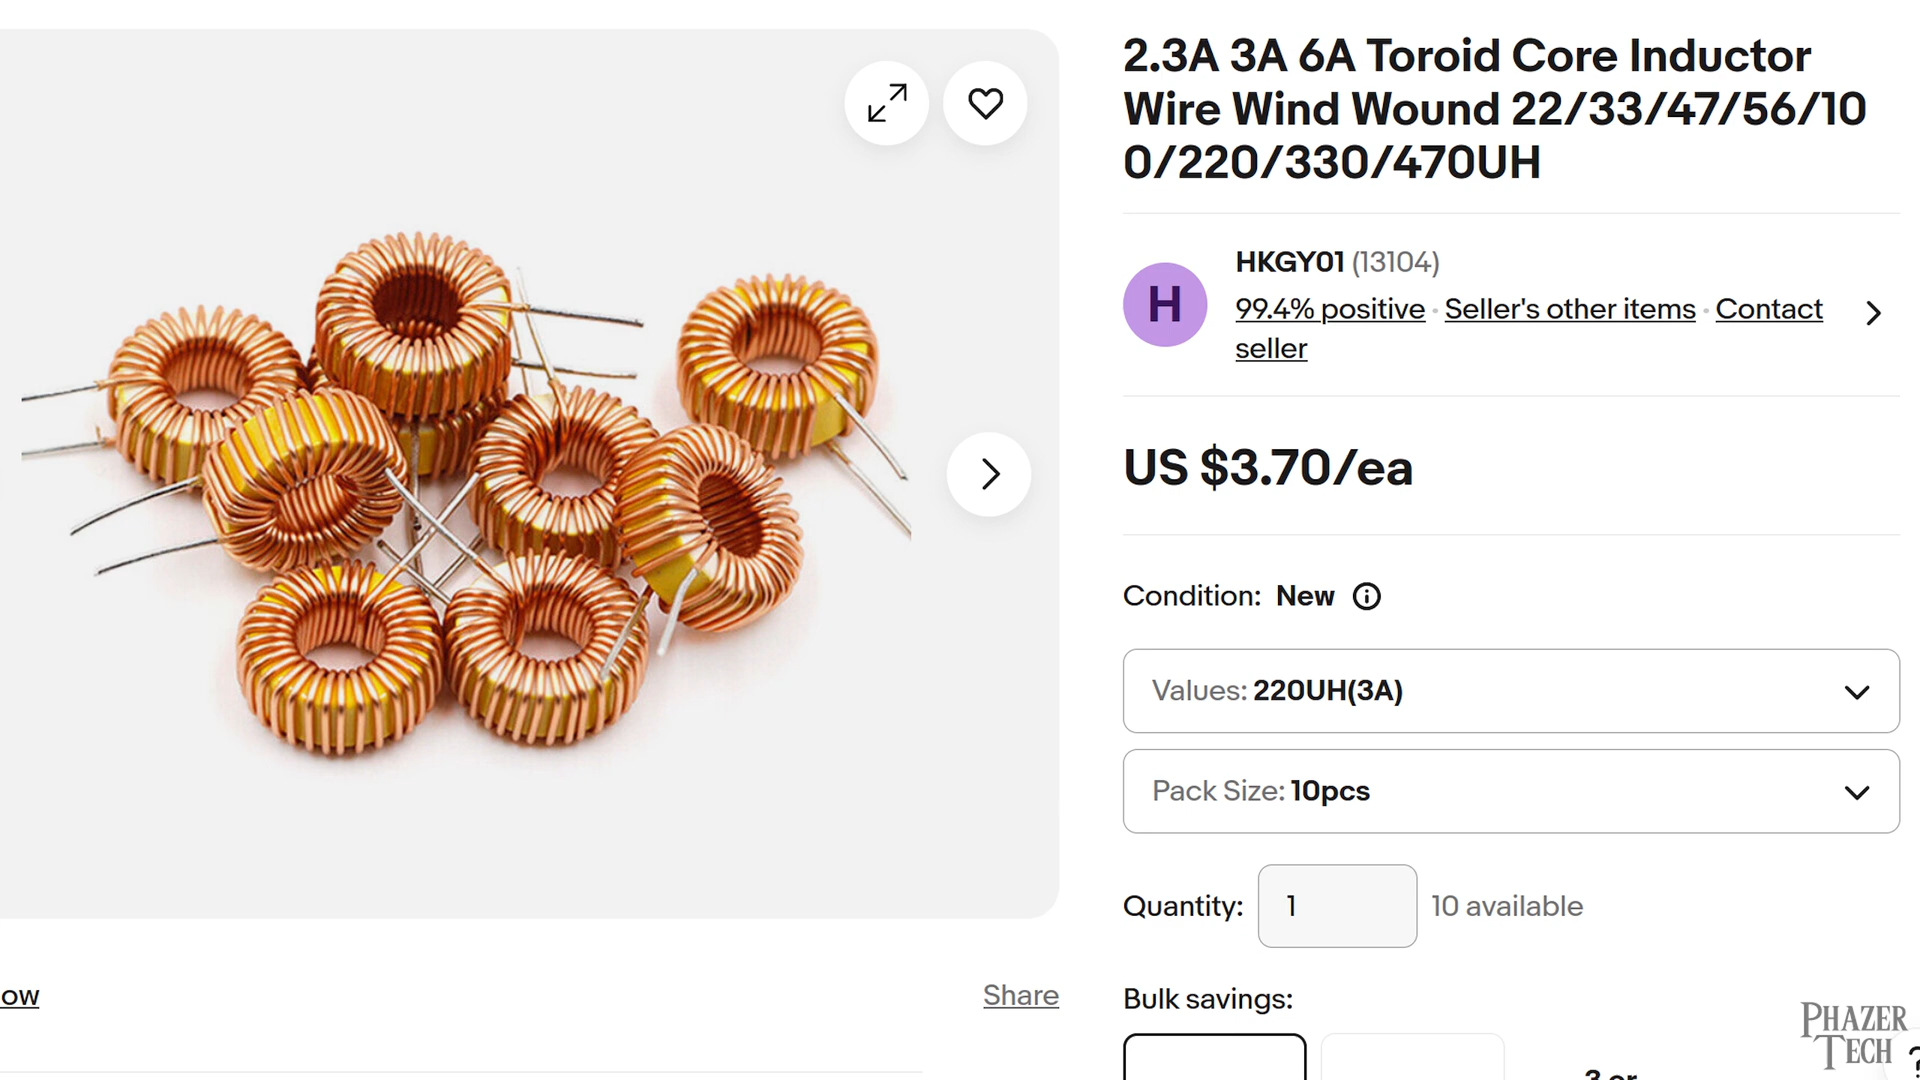 2.3A 3A 6A Toroid Core Inductor
Wire Wind Wound 22/33/47/56/10
0/220/330/470UH
H
HKGY01 (13104)
99.4% positive · Seller's other items · Contact
seller
US $3.70/ea
Condition: New
Values: 220UH(3A)
Pack Size: 10pcs
Quantity: 1 10 available
ow
Share
Bulk savings:
3 or
PHAZER
TECH